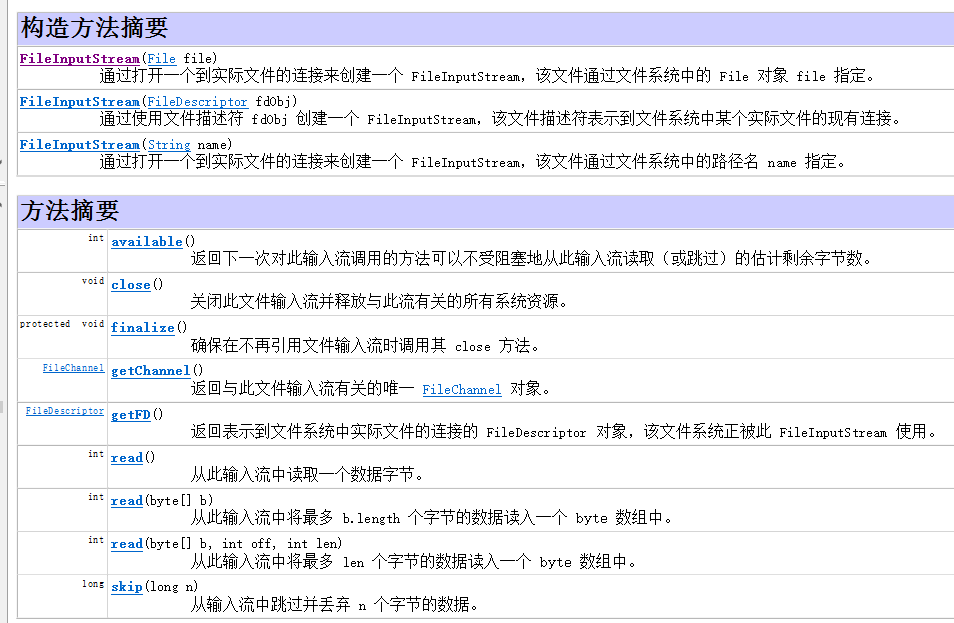 构造方法摘要
FileInputStream(File file)
通过打开一个到实际文件的连接来创建一个 FileInputStream，该文件通过文件系统中的 File 对象 file 指定。
FileInputStream(FileDescriptor fdObj)
通过使用文件描述符 fdObj 创建一个 FileInputStream，该文件描述符表示到文件系统中某个实际文件的现有连接。
FileInputStream(String name)
通过打开一个到实际文件的连接来创建一个 FileInputStream，该文件通过文件系统中的路径名 name 指定。
方法摘要
int available()
返回下一次对此输入流调用的方法可以不受阻塞地从此输入流读取（或跳过）的估计剩余字节数。
void close()
关闭此文件输入流并释放与此流有关的所有系统资源。
protected void finalize()
确保在不再引用文件输入流时调用其 close 方法。
FileChannel getChannel()
返回与此文件输入流有关的唯一 FileChannel 对象。
FileDescriptor getFD()
返回表示到文件系统中实际文件的连接的 FileDescriptor 对象，该文件系统正被此 FileInputStream 使用。
int read()
从此输入流中读取一个数据字节。
int read(byte[] b)
从此输入流中将最多 b.length 个字节的数据读入一个 byte 数组中。
int read(byte[] b, int off, int len)
从此输入流中将最多 len 个字节的数据读入一个 byte 数组中。
long skip(long n)
从输入流中跳过并丢弃 n 个字节的数据。